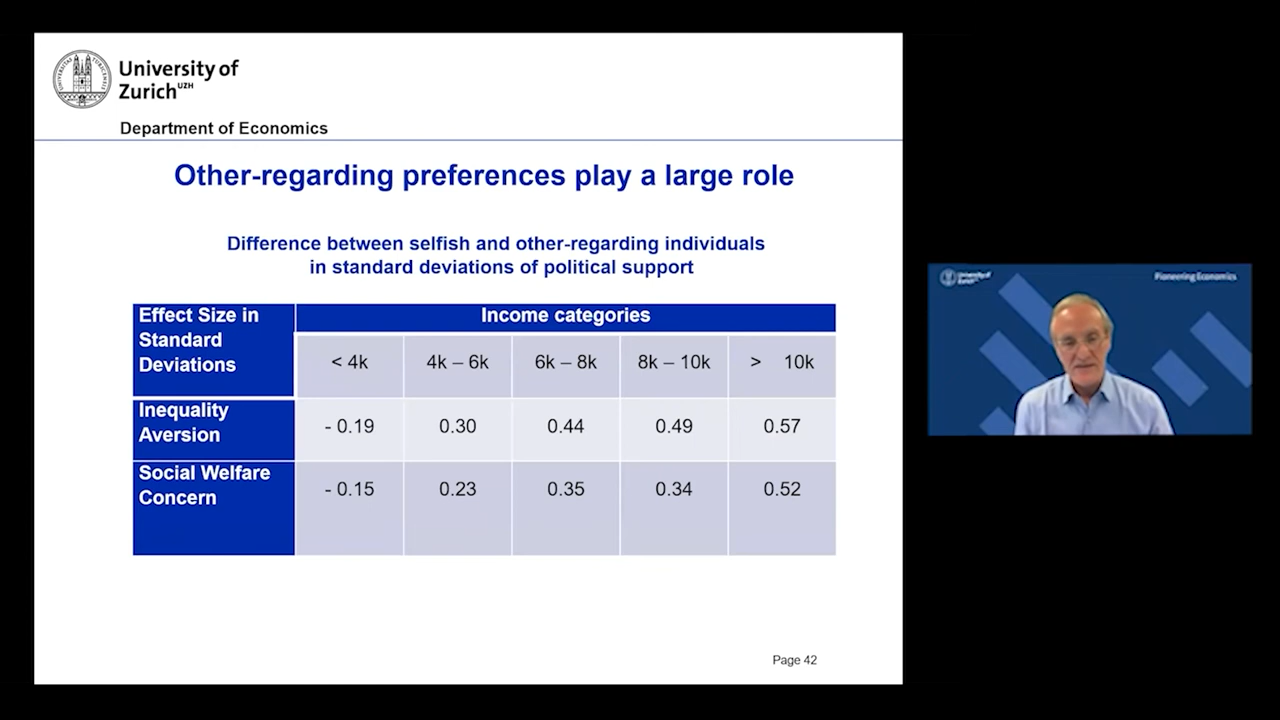 University of
Zurich UZH
Department of Economics
Other-regarding preferences play a large role
Difference between selfish and other-regarding individuals
in standard deviations of political support
Effect Size in
Standard
Deviations
Income categories
< 4k 4k – 6k 6k – 8k 8k – 10k > 10k
Inequality
Aversion
- 0.19 0.30 0.44 0.49 0.57
Social Welfare
Concern
- 0.15 0.23 0.35 0.34 0.52
Page 42
University of
Zurich
Pioneering Economics